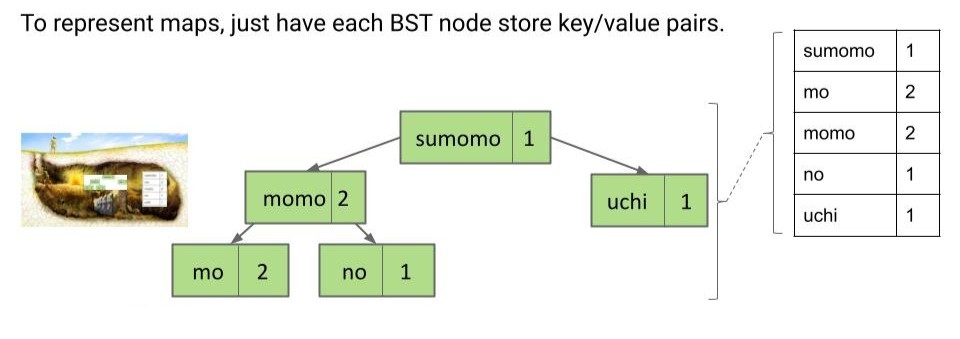 To represent maps, just have each BST node store key/value pairs.
sumomo 1
momo 2
uchi 1
mo 2
no 1
sumomo 1
mo 2
momo 2
no 1
uchi 1